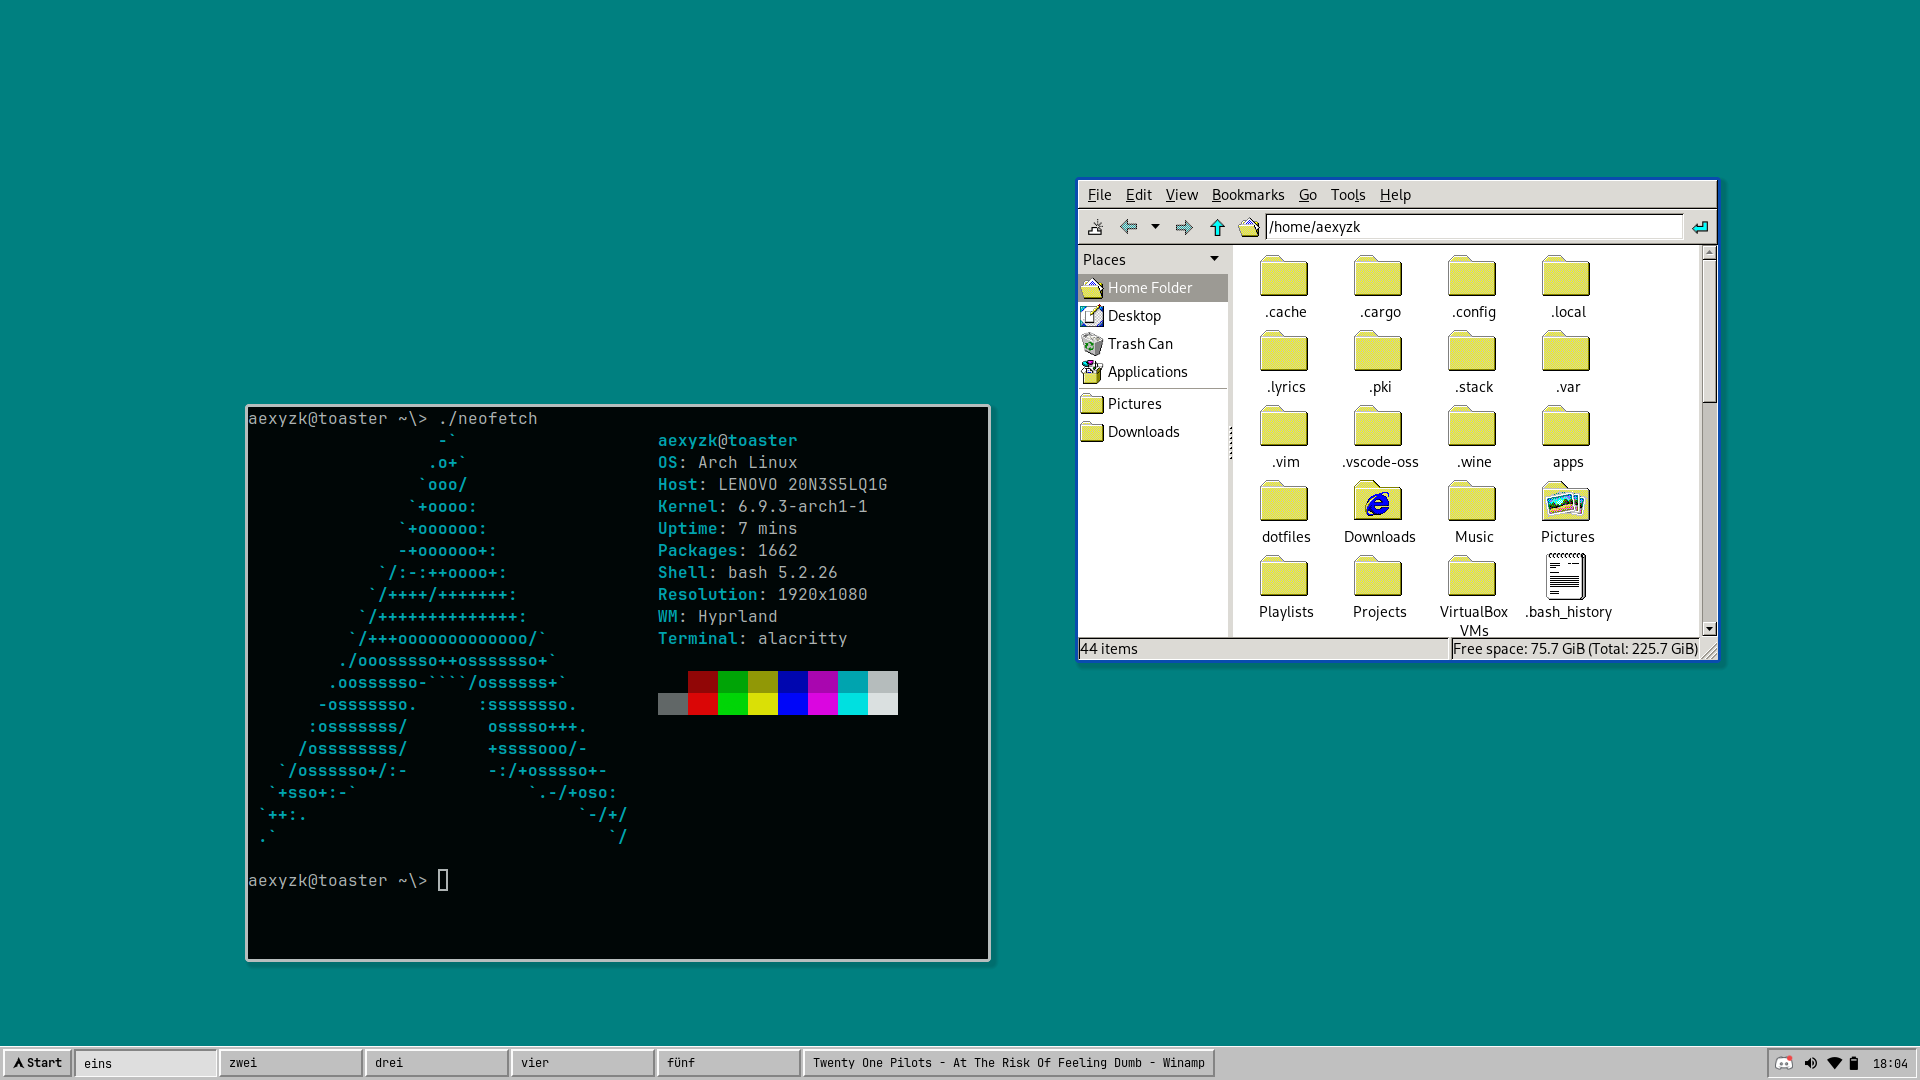 aexyzk@toaster ~\> ./neofetch
-`
.o+`
`ooo/
`+oooo:
`+oooooo:
-+oooooo+:
`/:-:++oooo+:
`/++++/+++++++:
`/++++++++++++++:
`/+++ooooooooooooo/`
./ooosssso++osssssso+`
.oossssso-````/ossssss+`
-osssssso.      :ssssssso.
:osssssss/        osssso+++.
/ossssssss/        +ssssooo/-
`/ossssso+/:-        -:/+osssso+-
`+sso+:-`                 `.-/+oso:
`++:.                           `-/+/
.`                                 `/
aexyzk@toaster
OS: Arch Linux
Host: LENOVO 20N3S5LQ1G
Kernel: 6.9.3-arch1-1
Uptime: 7 mins
Packages: 1662
Shell: bash 5.2.26
Resolution: 1920x1080
WM: Hyprland
Terminal: alacritty
aexyzk@toaster ~\>
File Edit View Bookmarks Go Tools Help
/home/aexyzk
Places
Home Folder
Desktop
Trash Can
Applications
Pictures
Downloads
.cache .cargo .config .local
.lyrics .pki .stack .var
.vim .vscode-oss .wine apps
dotfiles Downloads Music Pictures
Playlists Projects VirtualBox VMs .bash_history
44 items Free space: 75.7 GiB (Total: 225.7 GiB)
Start eins zwei drei vier fünf Twenty One Pilots - At The Risk Of Feeling Dumb - Winamp 18:04